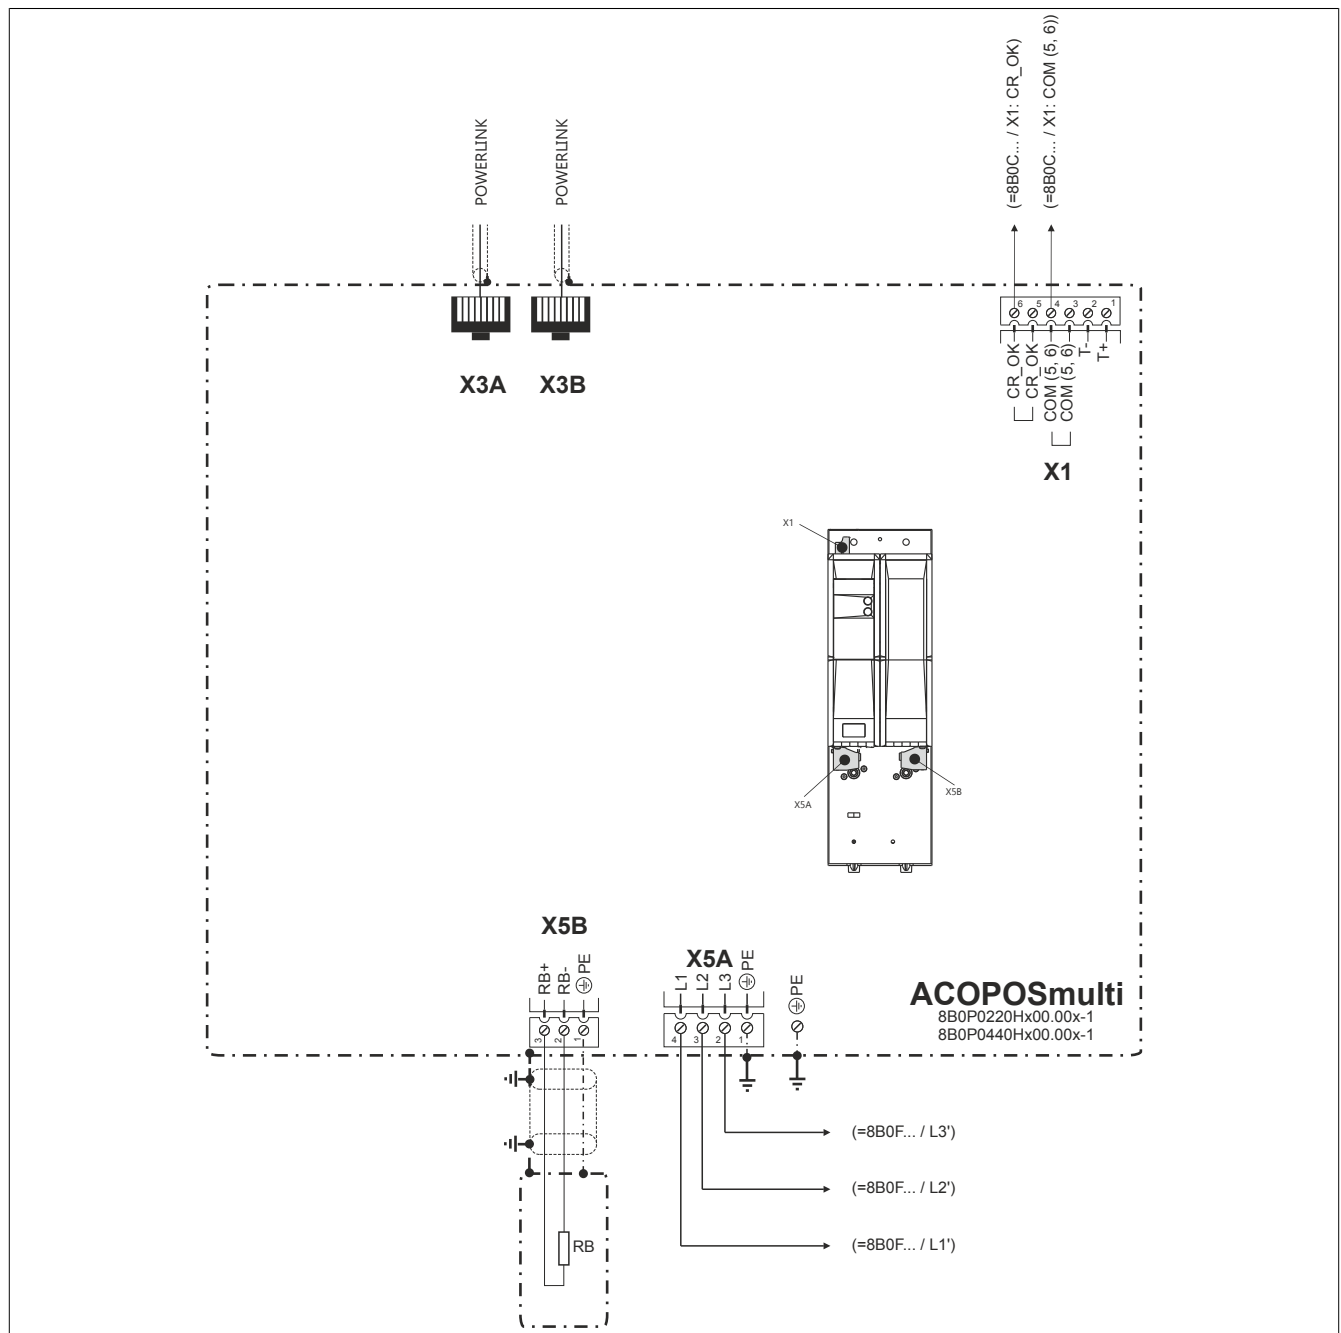 POWERLINK
POWERLINK
(=8B0C... / X1: CR_OK)
(=8B0C... / X1: COM (5, 6))
6 5 4 3 2 1
CR_OK
CR_OK
COM (5, 6)
COM (5, 6)
T-
T+
X3A
X3B
X1
X1
X5A
X5B
X5B
RB+
RB-
PE
3 2 1
X5A
L1
L2
L3
PE
4 3 2 1
PE
ACOPOSmulti
8B0P0220Hx00.00x-1
8B0P0440Hx00.00x-1
(=8B0F... / L3')
(=8B0F... / L2')
(=8B0F... / L1')
RB